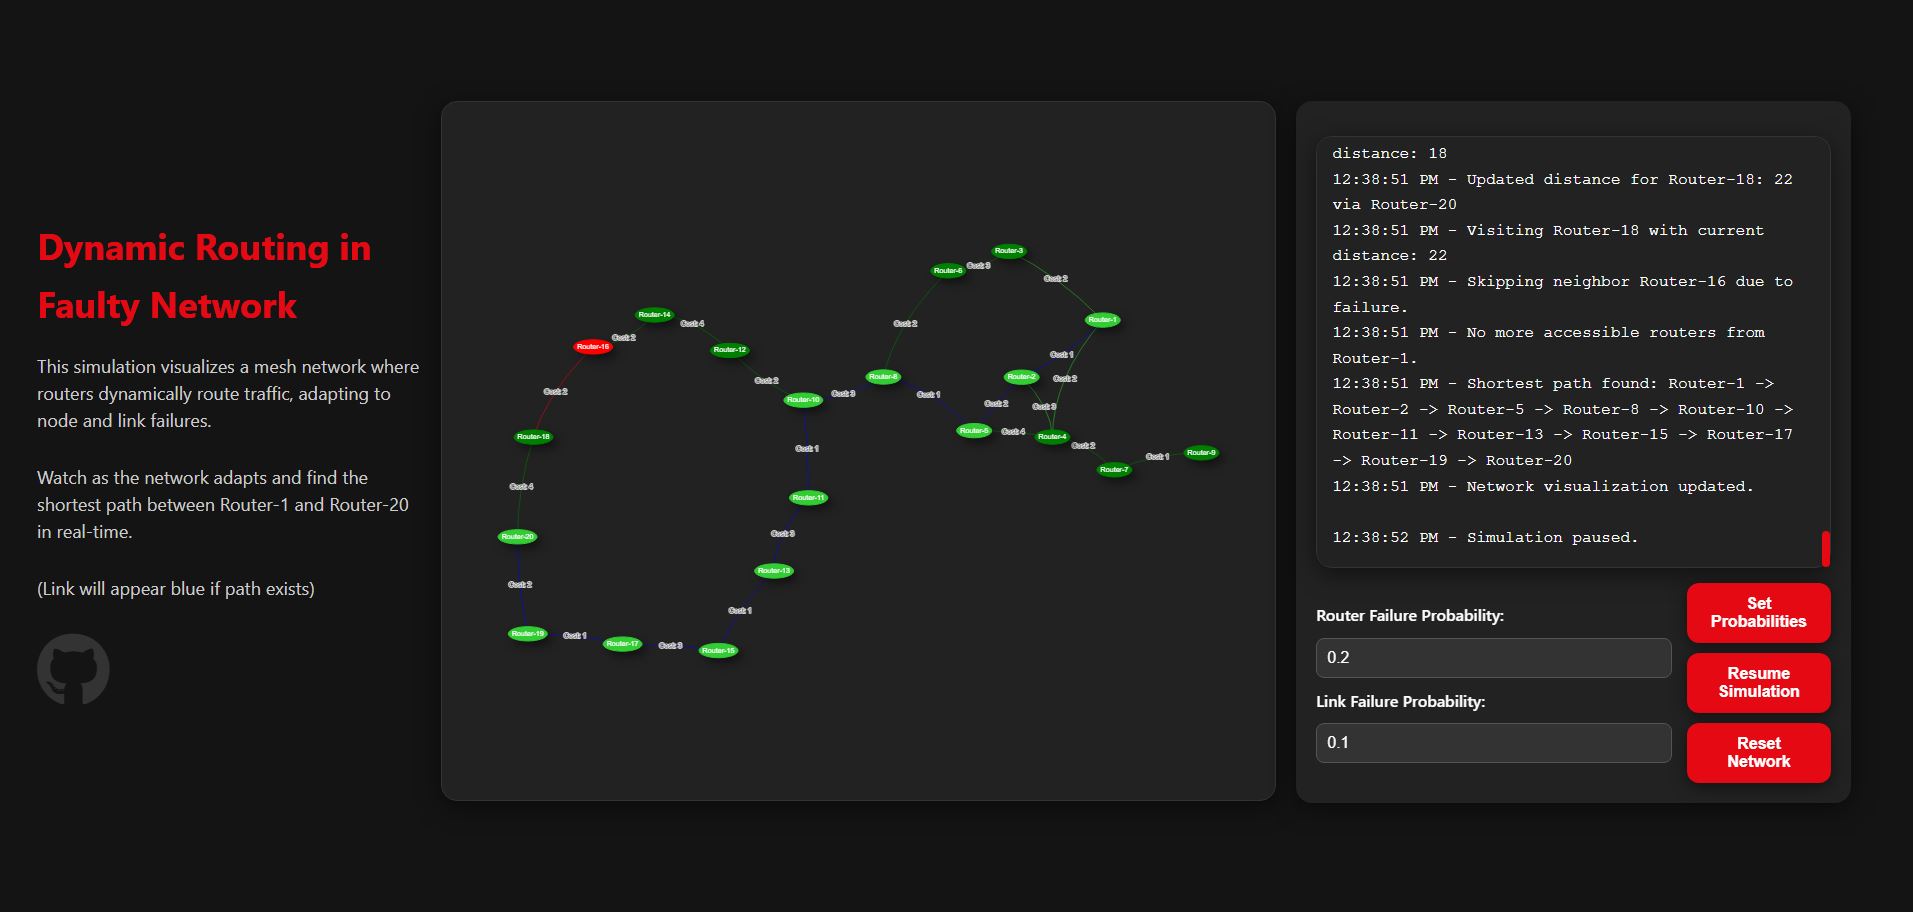 Dynamic Routing in
Faulty Network
This simulation visualizes a mesh network where
routers dynamically route traffic, adapting to
node and link failures.
Watch as the network adapts and find the
shortest path between Router-1 and Router-20
in real-time.
(Link will appear blue if path exists)
Router-3
Router-6
Cost: 3
Cost: 2
Router-14
Router-1
Cost: 4
Cost: 2
Cost: 2
Router-16
Router-12
Cost: 1
Cost: 2
Router-8
Router-2
Cost: 2
Cost: 2
Cost: 3
Cost: 1
Router-10
Cost: 2
Cost: 3
Router-5
Cost: 4
Router-4
Router-18
Cost: 2
Cost: 1
Cost: 1
Router-9
Router-7
Cost: 4
Router-11
Router-20
Cost: 3
Router-13
Cost: 2
Cost: 1
Router-19
Cost: 1
Router-17
Cost: 3
Router-15
distance: 18
12:38:51 PM - Updated distance for Router-18: 22
via Router-20
12:38:51 PM - Visiting Router-18 with current
distance: 22
12:38:51 PM - Skipping neighbor Router-16 due to
failure.
12:38:51 PM - No more accessible routers from
Router-1.
12:38:51 PM - Shortest path found: Router-1 ->
Router-2 -> Router-5 -> Router-8 -> Router-10 ->
Router-11 -> Router-13 -> Router-15 -> Router-17
-> Router-19 -> Router-20
12:38:51 PM - Network visualization updated.
12:38:52 PM - Simulation paused.
Router Failure Probability:
0.2
Link Failure Probability:
0.1
Set
Probabilities
Resume
Simulation
Reset
Network